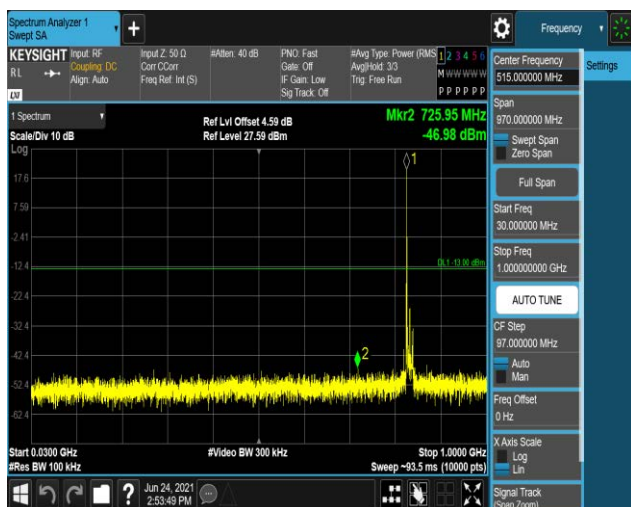 Spectrum Analyzer 1
Swept SA
Frequency
KEYSIGHT
RL
LXI
Input: RF
Coupling: DC
Align: Auto
Input Z: 50 Ω
Corr CCorr
Freq Ref: Int (S)
#Atten: 40 dB
PNO: Fast
Gate: Off
IF Gain: Low
Sig Track: Off
#Avg Type: Power (RMS
Avg|Hold: 3/3
Trig: Free Run
1 2 3 4 5 6
M W W W W W
P P P P P P
Center Frequency
515.000000 MHz
Settings
1 Spectrum
Scale/Div 10 dB
Ref Lvl Offset 4.59 dB
Ref Level 27.59 dBm
Mkr2 725.95 MHz
-46.98 dBm
Span
970.000000 MHz
Swept Span
Zero Span
Log
1
17.6
7.59
-2.41
-12.4
DL1 -13.00 dBm
-22.4
-32.4
-42.4
2
-52.4
-62.4
Full Span
Start Freq
30.000000 MHz
Stop Freq
1.000000000 GHz
AUTO TUNE
CF Step
97.000000 MHz
Auto
Man
Freq Offset
0 Hz
X Axis Scale
Log
Lin
Signal Track
(Span Zoom)
Start 0.0300 GHz
#Video BW 300 kHz
Stop 1.0000 GHz
#Res BW 100 kHz
Sweep ~93.5 ms (10000 pts)
?
Jun 24, 2021
2:53:49 PM